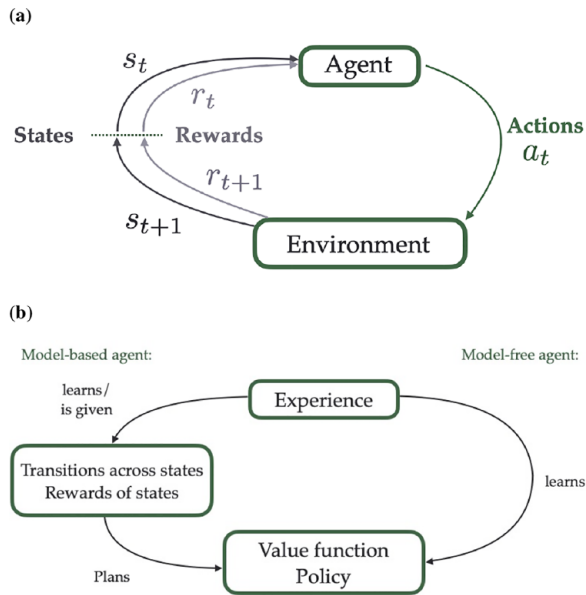 (a)
s_t
Agent
r_t
States
Rewards
Actions
a_t
r_{t+1}
s_{t+1}
Environment
(b)
Model-based agent:
Model-free agent:
learns/
is given
Experience
Transitions across states
Rewards of states
learns
Value function
Policy
Plans